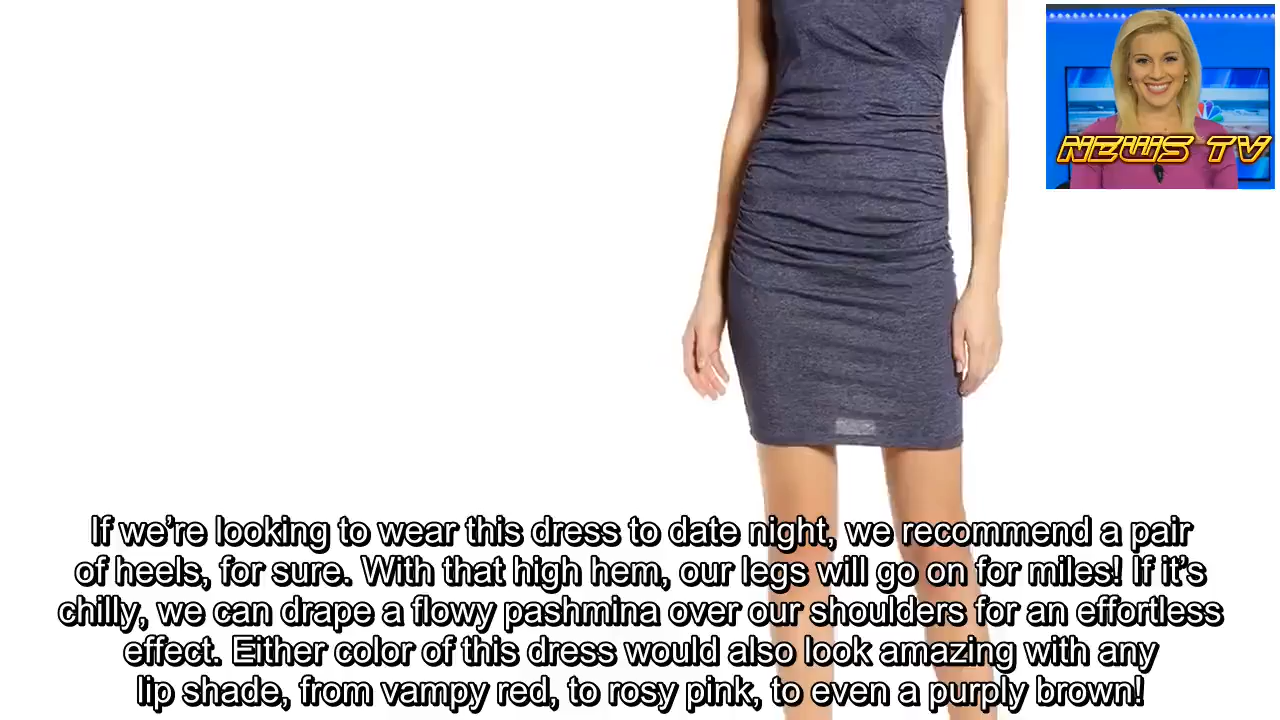 NEWS TV
If we're looking to wear this dress to date night, we recommend a pair
of heels, for sure. With that high hem, our legs will go on for miles! If it's
chilly, we can drape a flowy pashmina over our shoulders for an effortless
effect. Either color of this dress would also look amazing with any
lip shade, from vampy red, to rosy pink, to even a purply brown!